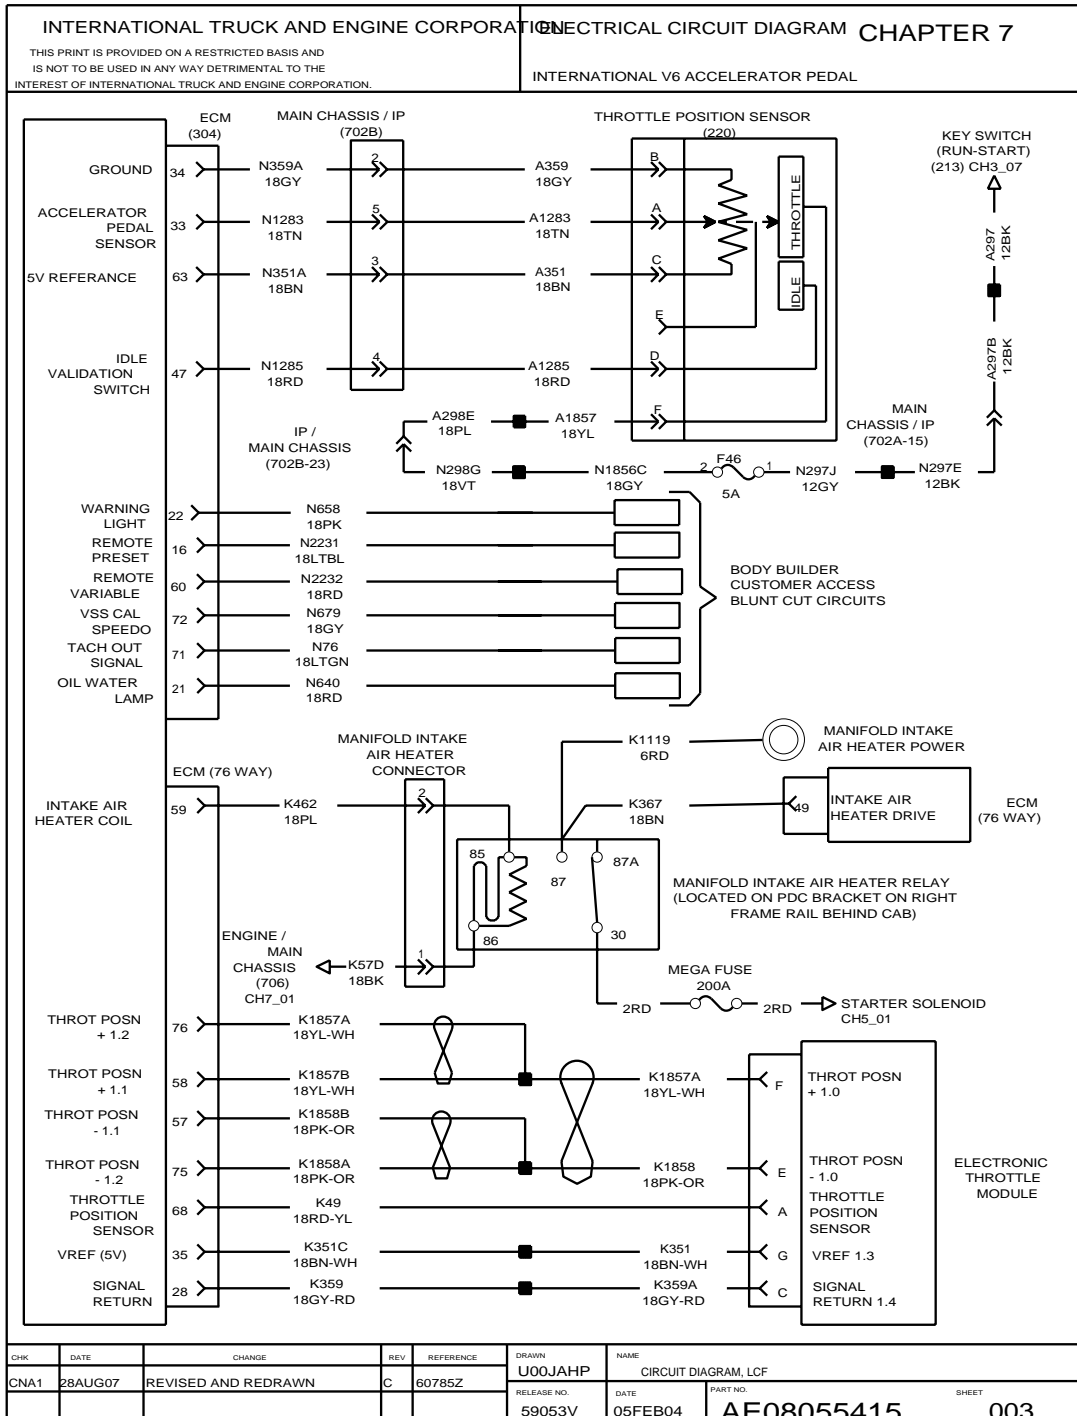 INTERNATIONAL TRUCK AND ENGINE CORPORATION
ELECTRICAL CIRCUIT DIAGRAM CHAPTER 7
THIS PRINT IS PROVIDED ON A RESTRICTED BASIS AND
IS NOT TO BE USED IN ANY WAY DETRIMENTAL TO THE
INTEREST OF INTERNATIONAL TRUCK AND ENGINE CORPORATION.
INTERNATIONAL V6 ACCELERATOR PEDAL
ECM
(304)
MAIN CHASSIS / IP
(702B)
THROTTLE POSITION SENSOR
(220)
KEY SWITCH
(RUN-START)
(213) CH3_07
GROUND 34 N359A 2 A359 B
18GY 18GY
ACCELERATOR
PEDAL
SENSOR
33 N1283 5 A1283 A
18TN 18TN
THROTTLE
A297
12BK
5V REFERANCE 63 N351A 3 A351 C
18BN 18BN
IDLE
E
IDLE
VALIDATION
SWITCH
47 N1285 4 A1285 D
18RD 18RD
A297B
12BK
A298E A1857 F
18PL 18YL
MAIN
CHASSIS / IP
(702A-15)
IP /
MAIN CHASSIS
(702B-23)
N298G N1856C 2 F46 1 N297J N297E
18VT 18GY 5A 12GY 12BK
WARNING
LIGHT
22 N658
18PK
REMOTE
PRESET
16 N2231
18LTBL
REMOTE
VARIABLE
60 N2232
18RD
VSS CAL
SPEEDO
72 N679
18GY
TACH OUT
SIGNAL
71 N76
18LTGN
OIL WATER
LAMP
21 N640
18RD
BODY BUILDER
CUSTOMER ACCESS
BLUNT CUT CIRCUITS
MANIFOLD INTAKE
AIR HEATER
CONNECTOR
K1119
6RD
MANIFOLD INTAKE
AIR HEATER POWER
ECM (76 WAY)
INTAKE AIR
HEATER COIL
59 K462 2
18PL
K367
18BN
49 INTAKE AIR
HEATER DRIVE
ECM
(76 WAY)
85 87 87A
86 30
MANIFOLD INTAKE AIR HEATER RELAY
(LOCATED ON PDC BRACKET ON RIGHT
FRAME RAIL BEHIND CAB)
ENGINE /
MAIN
CHASSIS
(706)
CH7_01
K57D 1
18BK
MEGA FUSE
200A
2RD 2RD STARTER SOLENOID
CH5_01
THROT POSN
+ 1.2
76 K1857A
18YL-WH
THROT POSN
+ 1.1
58 K1857B K1857A F
18YL-WH 18YL-WH
THROT POSN
+ 1.0
THROT POSN
- 1.1
57 K1858B
18PK-OR
THROT POSN
- 1.2
75 K1858A K1858 E
18PK-OR 18PK-OR
THROT POSN
- 1.0
ELECTRONIC
THROTTLE
MODULE
THROTTLE
POSITION
SENSOR
68 K49 A
18RD-YL
THROTTLE
POSITION
SENSOR
VREF (5V) 35 K351C K351 G VREF 1.3
18BN-WH 18BN-WH
SIGNAL
RETURN
28 K359 K359A C
18GY-RD 18GY-RD
SIGNAL
RETURN 1.4
CHK DATE CHANGE REV REFERENCE DRAWN NAME
CNA1 28AUG07 REVISED AND REDRAWN C 60785Z U00JAHP CIRCUIT DIAGRAM, LCF
RELEASE NO. DATE PART NO. SHEET
59053V 05FEB04 AE08055415 003